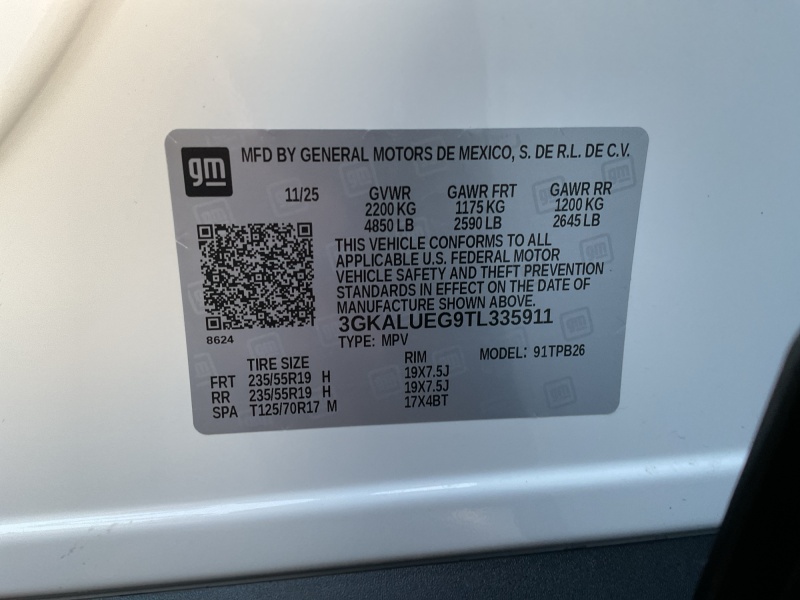 gm MFD BY GENERAL MOTORS DE MEXICO, S. DE R.L. DE C.V.
11/25 GVWR GAWR FRT GAWR RR
2200 KG 1175 KG 1200 KG
4850 LB 2590 LB 2645 LB
THIS VEHICLE CONFORMS TO ALL
APPLICABLE U.S. FEDERAL MOTOR
VEHICLE SAFETY AND THEFT PREVENTION
STANDARDS IN EFFECT ON THE DATE OF
MANUFACTURE SHOWN ABOVE.
3GKALUEG9TL335911
8624 TYPE: MPV MODEL: 91TPB26
TIRE SIZE RIM
FRT 235/55R19 H 19X7.5J
RR 235/55R19 H 19X7.5J
SPA T125/70R17 M 17X4BT